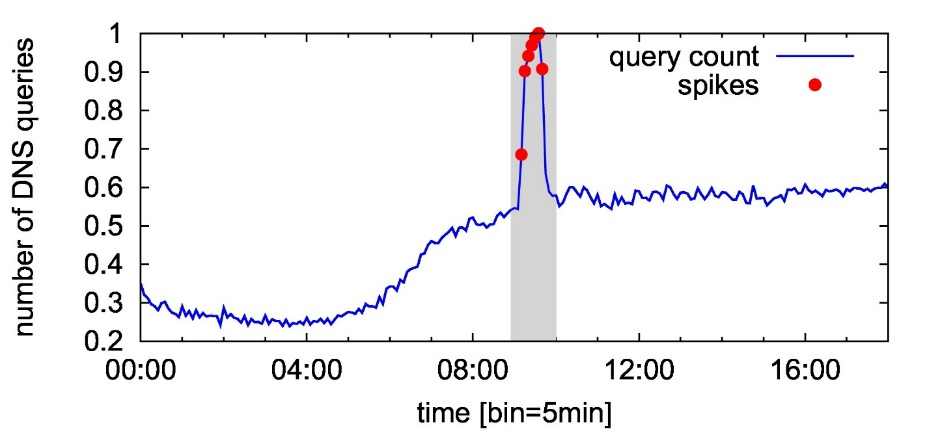 number of DNS queries
1
0.9
0.8
0.7
0.6
0.5
0.4
0.3
0.2
query count
spikes
00:00 04:00 08:00 12:00 16:00
time [bin=5min]